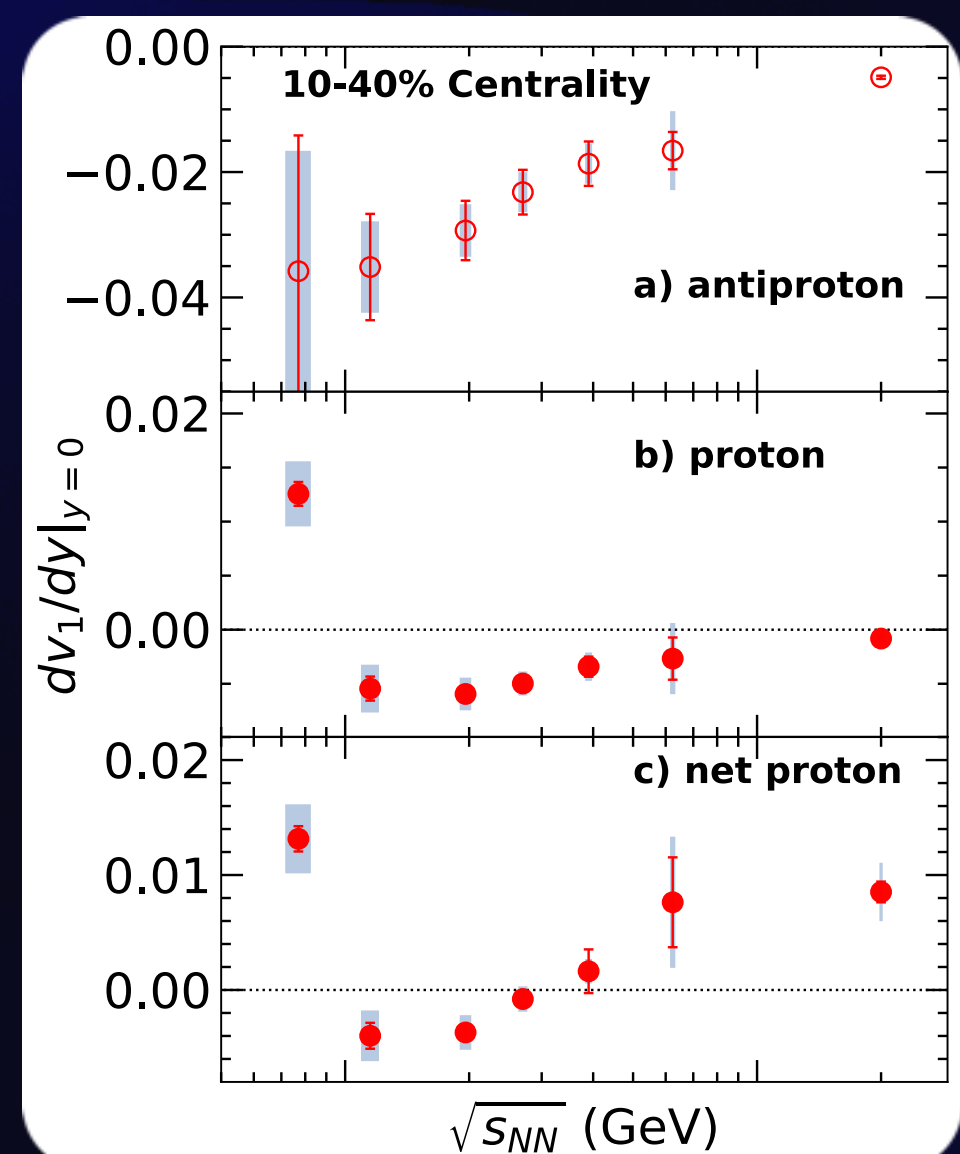 0.00
10-40% Centrality
−0.02
a) antiproton
−0.04
0.02
b) proton
0.00
dv₁/dy|y = 0
0.02
c) net proton
0.01
0.00
√sNN (GeV)